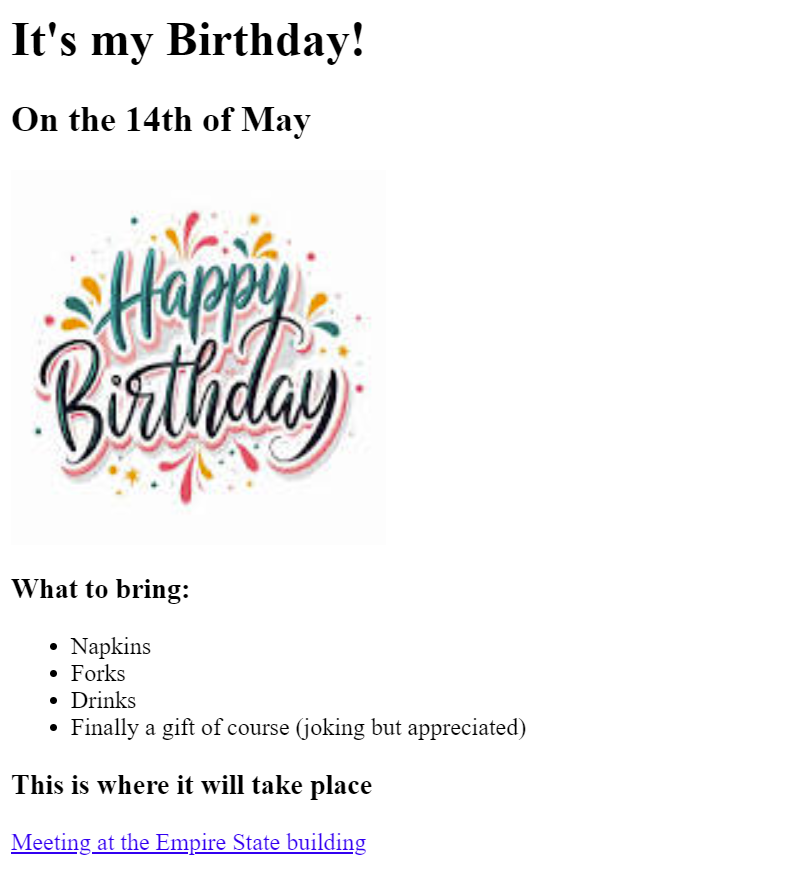 It's my Birthday!
On the 14th of May
Happy
Birthday
What to bring:
Napkins
Forks
Drinks
Finally a gift of course (joking but appreciated)
This is where it will take place
Meeting at the Empire State building